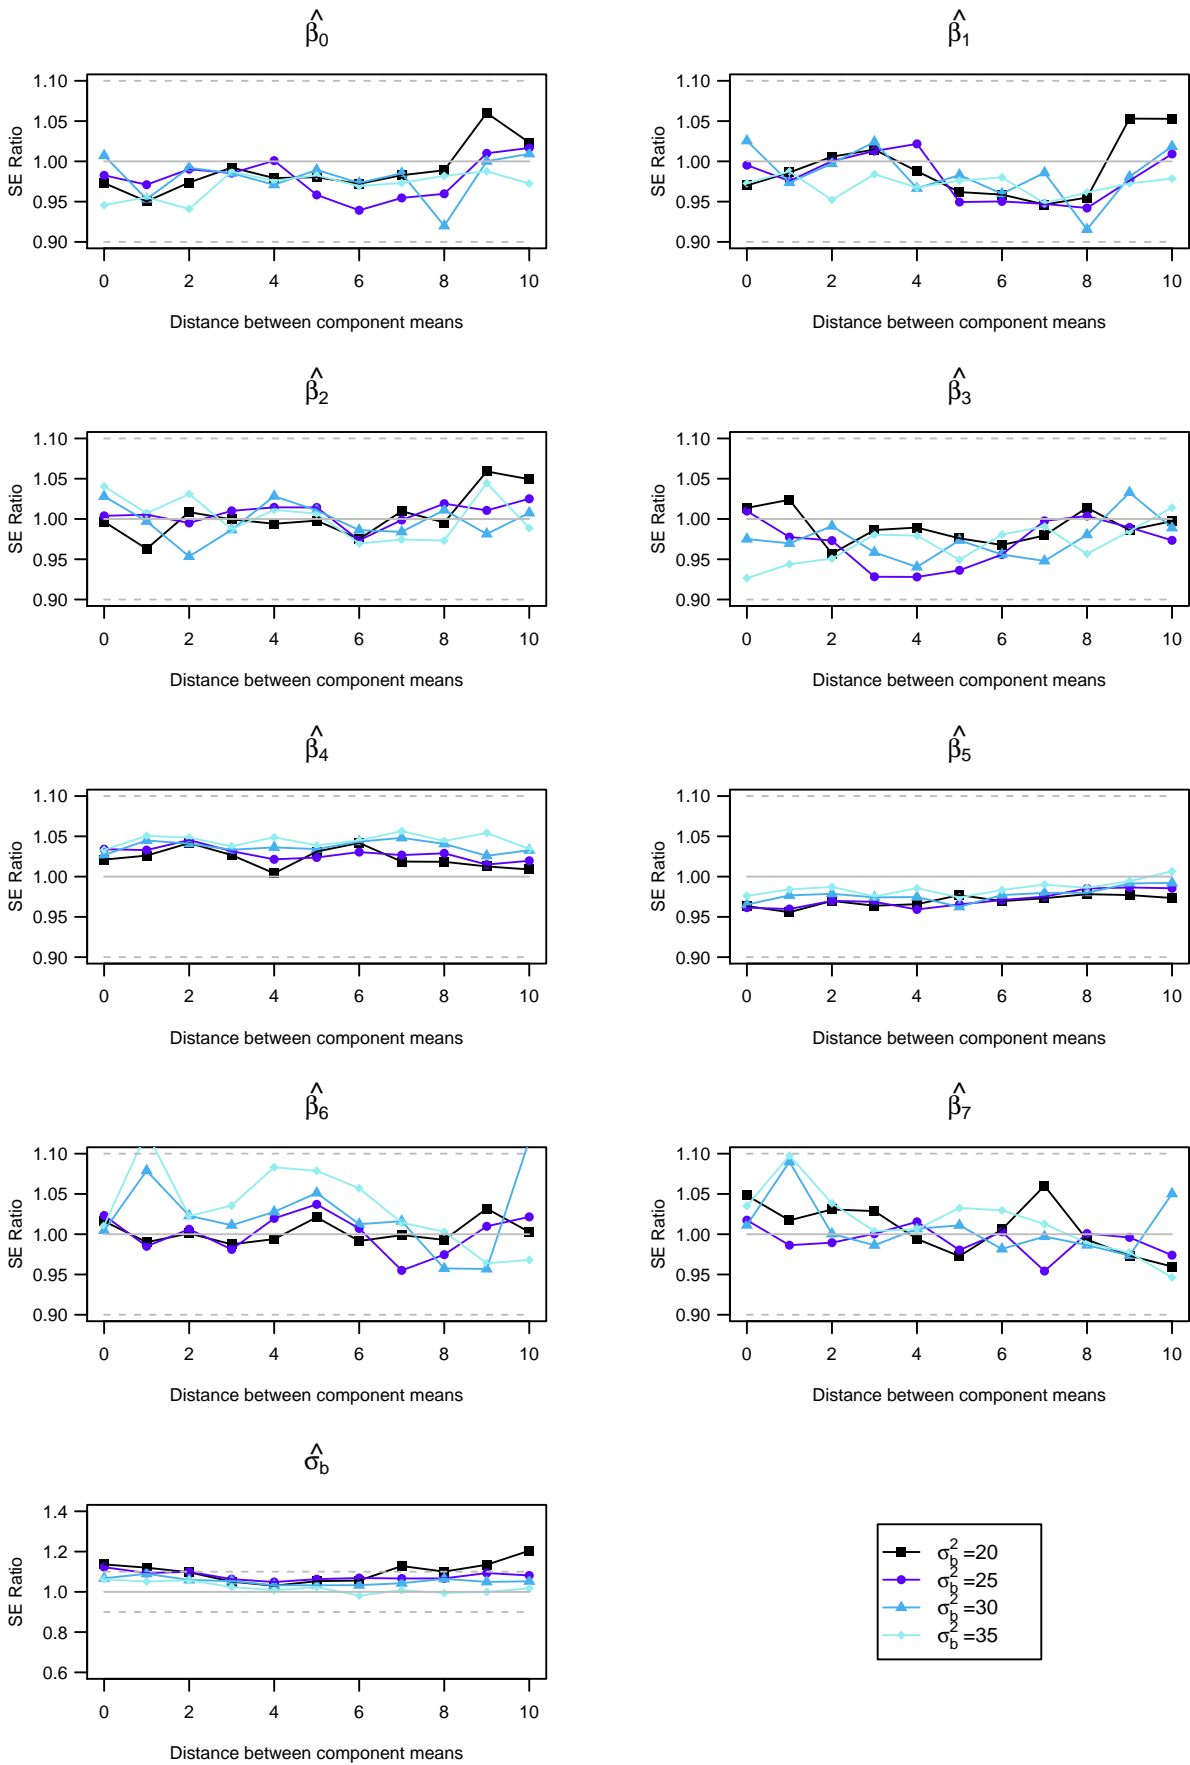 β̂0
SE Ratio
1.10
1.05
1.00
0.95
0.90
0 2 4 6 8 10
Distance between component means
β̂1
SE Ratio
1.10
1.05
1.00
0.95
0.90
0 2 4 6 8 10
Distance between component means
β̂2
SE Ratio
1.10
1.05
1.00
0.95
0.90
0 2 4 6 8 10
Distance between component means
β̂3
SE Ratio
1.10
1.05
1.00
0.95
0.90
0 2 4 6 8 10
Distance between component means
β̂4
SE Ratio
1.10
1.05
1.00
0.95
0.90
0 2 4 6 8 10
Distance between component means
β̂5
SE Ratio
1.10
1.05
1.00
0.95
0.90
0 2 4 6 8 10
Distance between component means
β̂6
SE Ratio
1.10
1.05
1.00
0.95
0.90
0 2 4 6 8 10
Distance between component means
β̂7
SE Ratio
1.10
1.05
1.00
0.95
0.90
0 2 4 6 8 10
Distance between component means
σ̂b
SE Ratio
1.4
1.2
1.0
0.8
0.6
0 2 4 6 8 10
Distance between component means
σb²=20
σb²=25
σb²=30
σb²=35